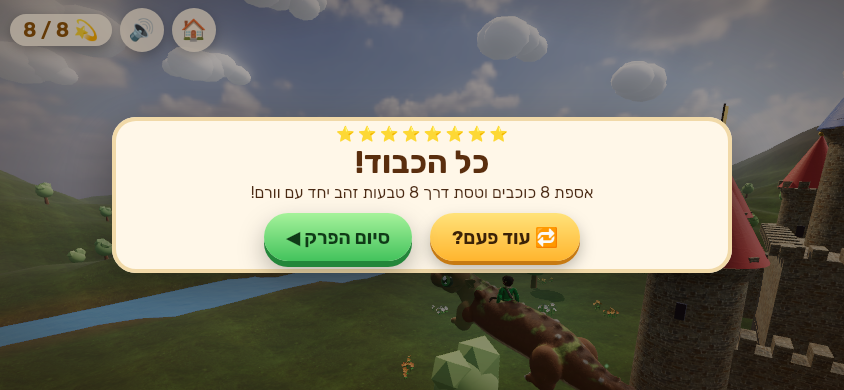 8 / 8
כל הכבוד!
אספת 8 כוכבים וטסת דרך 8 טבעות זהב יחד עם וורם!
עוד פעם?
סיום הפרק ◀